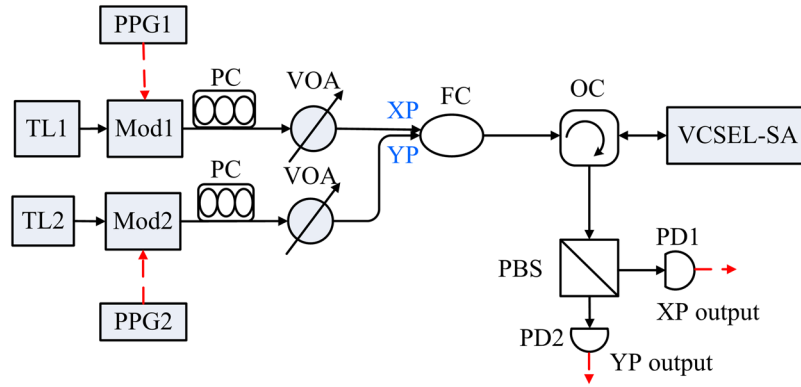 PPG1
PC
VOA
FC
OC
XP
TL1
Mod1
VCSEL-SA
YP
PC
VOA
TL2
Mod2
PD1
PBS
XP output
PPG2
PD2
YP output